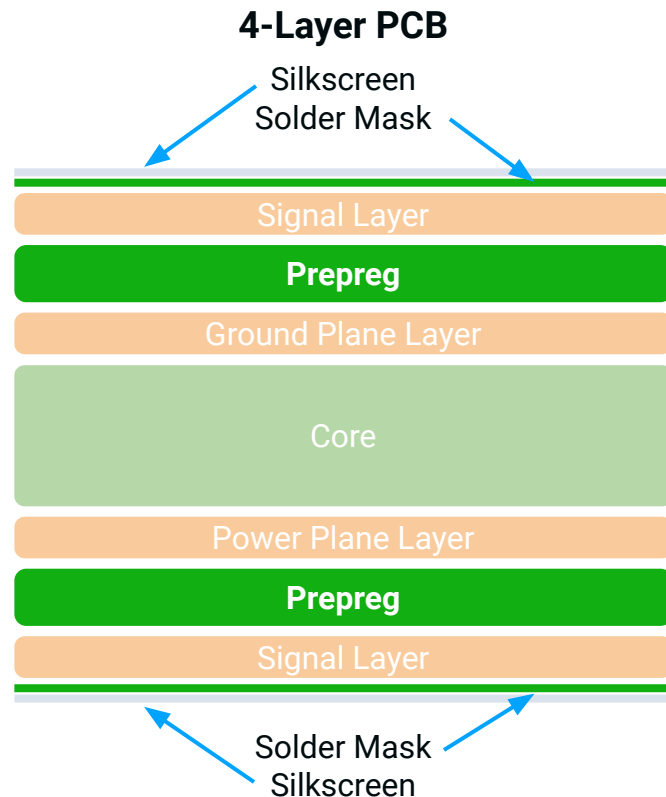 4-Layer PCB
Silkscreen
Solder Mask
Signal Layer
Prepreg
Ground Plane Layer
Core
Power Plane Layer
Prepreg
Signal Layer
Solder Mask
Silkscreen